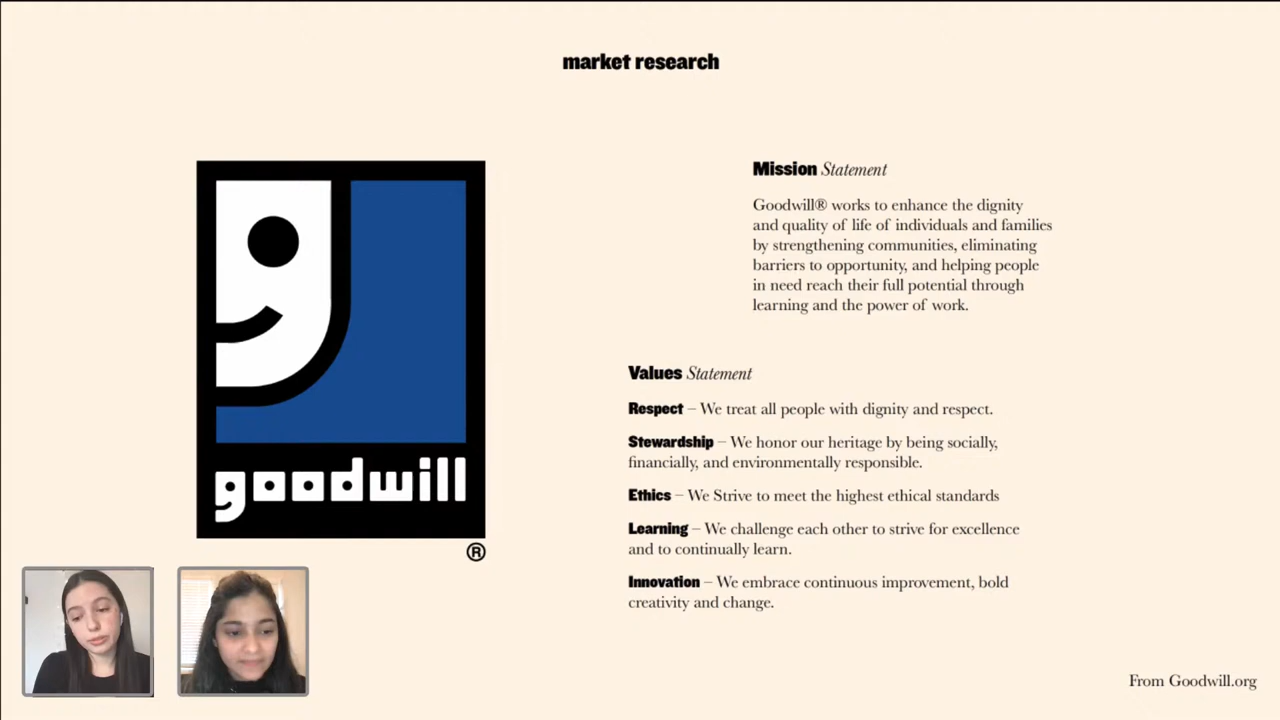 market research
goodwill
®
Mission Statement
Goodwill® works to enhance the dignity
and quality of life of individuals and families
by strengthening communities, eliminating
barriers to opportunity, and helping people
in need reach their full potential through
learning and the power of work.
Values Statement
Respect – We treat all people with dignity and respect.
Stewardship – We honor our heritage by being socially,
financially, and environmentally responsible.
Ethics – We Strive to meet the highest ethical standards
Learning – We challenge each other to strive for excellence
and to continually learn.
Innovation – We embrace continuous improvement, bold
creativity and change.
From Goodwill.org